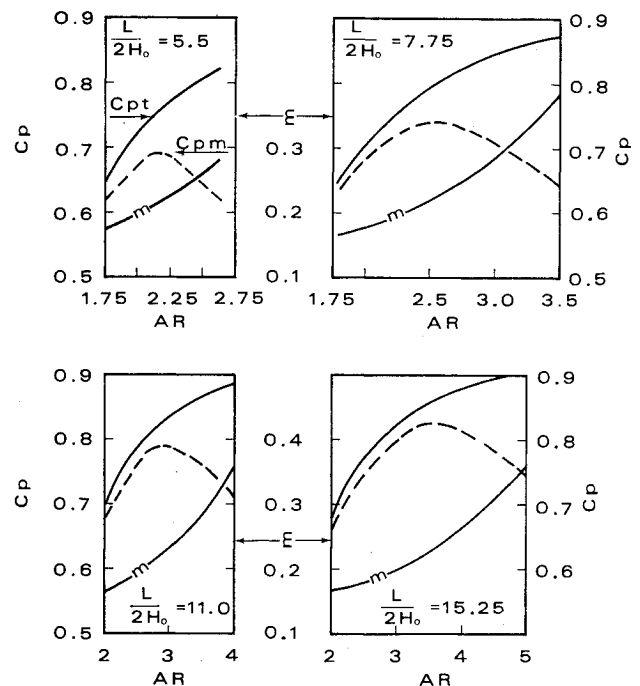 0.9
L/2H₀ = 5.5
0.8
Cpt
Cp
0.7
Cpm
m
0.6
0.5
1.75 2.25 2.75
AR
m
0.3
0.2
0.1
L/2H₀ = 7.75
m
0.9
0.8
0.7
Cp
0.6
0.5
1.75 2.5 3.0 3.5
AR
0.9
0.8
Cp
0.7
0.6
0.5
m
L/2H₀ = 11.0
2 3 4
AR
0.4
0.3
m
0.2
0.1
m
L/2H₀ = 15.25
0.9
0.8
Cp
0.7
0.6
2 3 4 5
AR